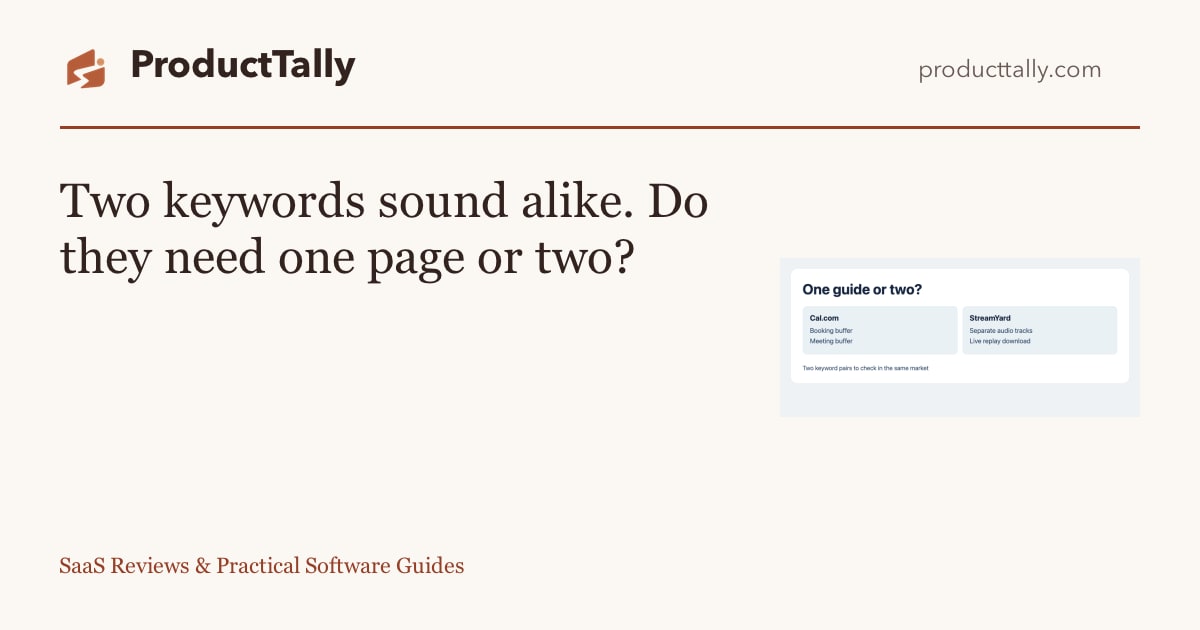 ProductTally
producttally.com
Two keywords sound alike. Do
they need one page or two?
One guide or two?
Cal.com
Booking buffer
Meeting buffer
StreamYard
Separate audio tracks
Live replay download
Two keyword pairs to check in the same market
SaaS Reviews & Practical Software Guides